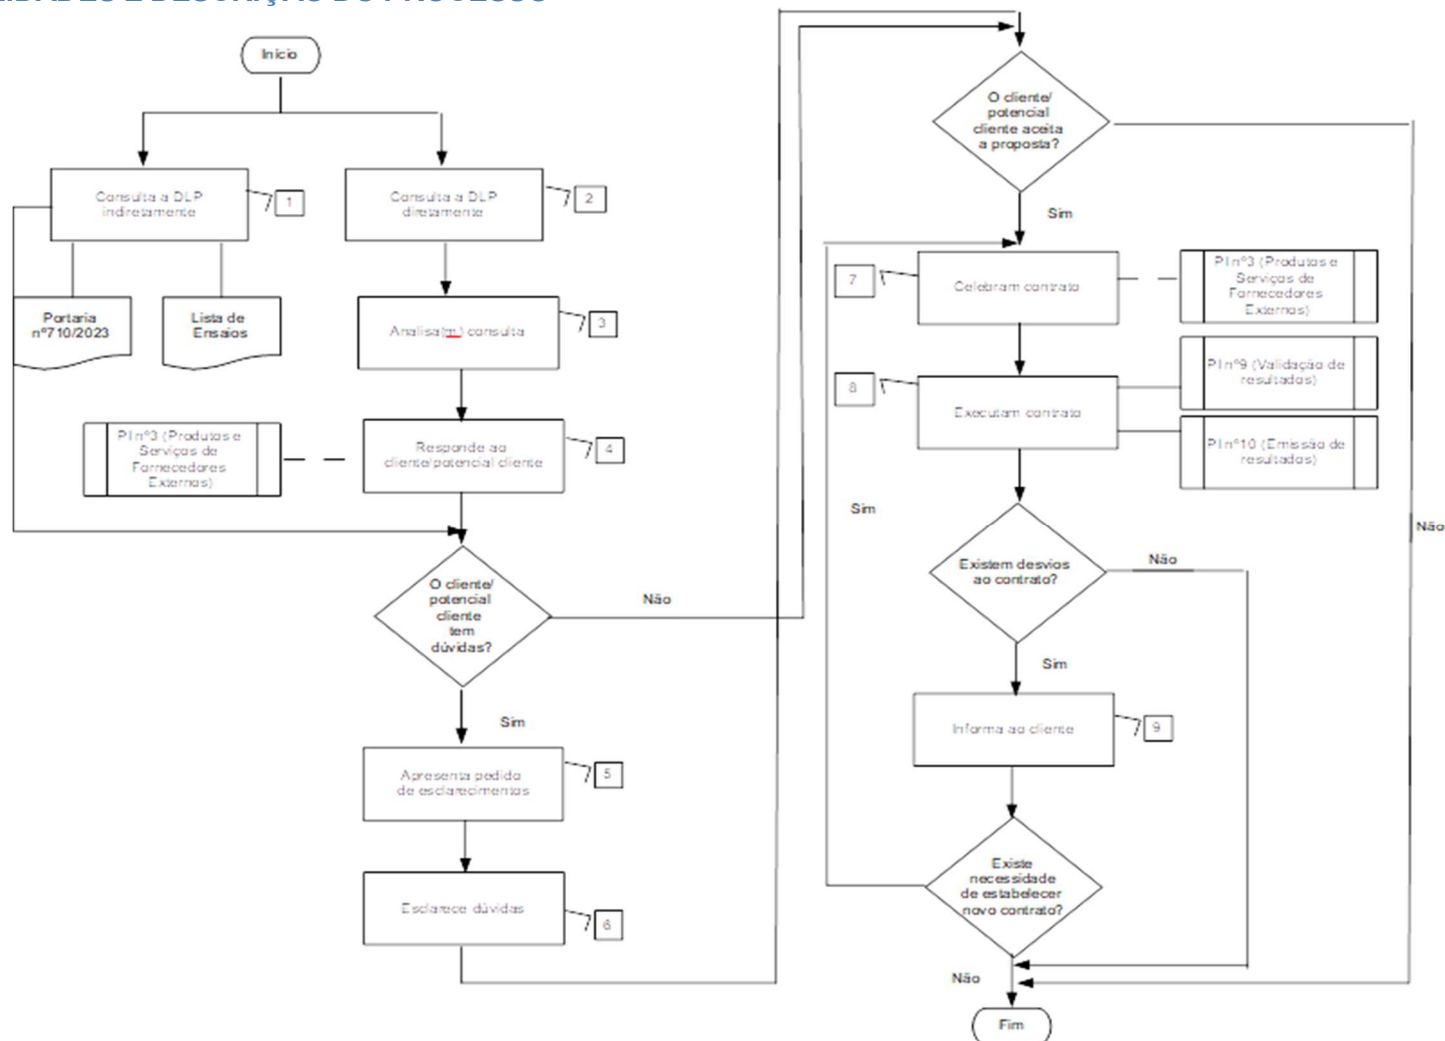 Início
Consulta a DLP
indiretamente
1
Consulta a DLP
diretamente
2
Portaria
nº710/2023
Lista de
Ensaios
Analisa(m) consulta
3
PI nº3 (Produtos e
Serviços de
Fornecedores
Externos)
Responde ao
cliente/potencial cliente
4
O cliente/
potencial
cliente
tem
dúvidas?
Não
Sim
Apresenta pedido
de esclarecimentos
5
Esclarece dúvidas
6
O cliente/
potencial
cliente aceita
a proposta?
Sim
Não
7
Celebram contrato
PI nº3 (Produtos e
Serviços de
Fornecedores
Externos)
8
Executam contrato
PI nº9 (Validação de
resultados)
PI nº10 (Emissão de
resultados)
Sim
Existem desvios
ao contrato?
Não
Sim
Informa ao cliente
9
Existe
necessidade
de estabelecer
novo contrato?
Não
Fim